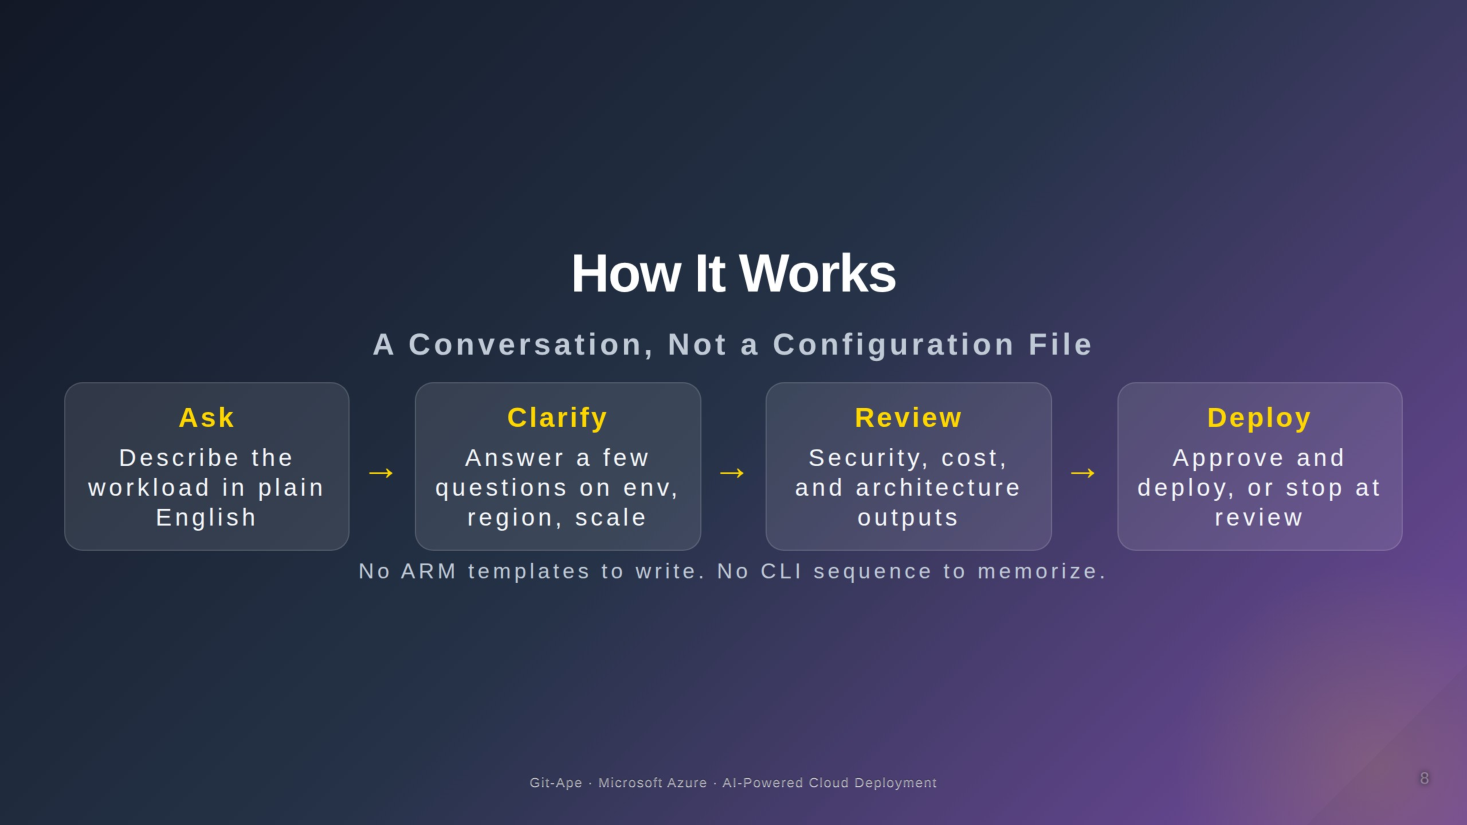 How It Works
A Conversation, Not a Configuration File
Ask
Describe the
workload in plain
English
→
Clarify
Answer a few
questions on env,
region, scale
→
Review
Security, cost,
and architecture
outputs
→
Deploy
Approve and
deploy, or stop at
review
No ARM templates to write. No CLI sequence to memorize.
Git-Ape · Microsoft Azure · AI-Powered Cloud Deployment
8